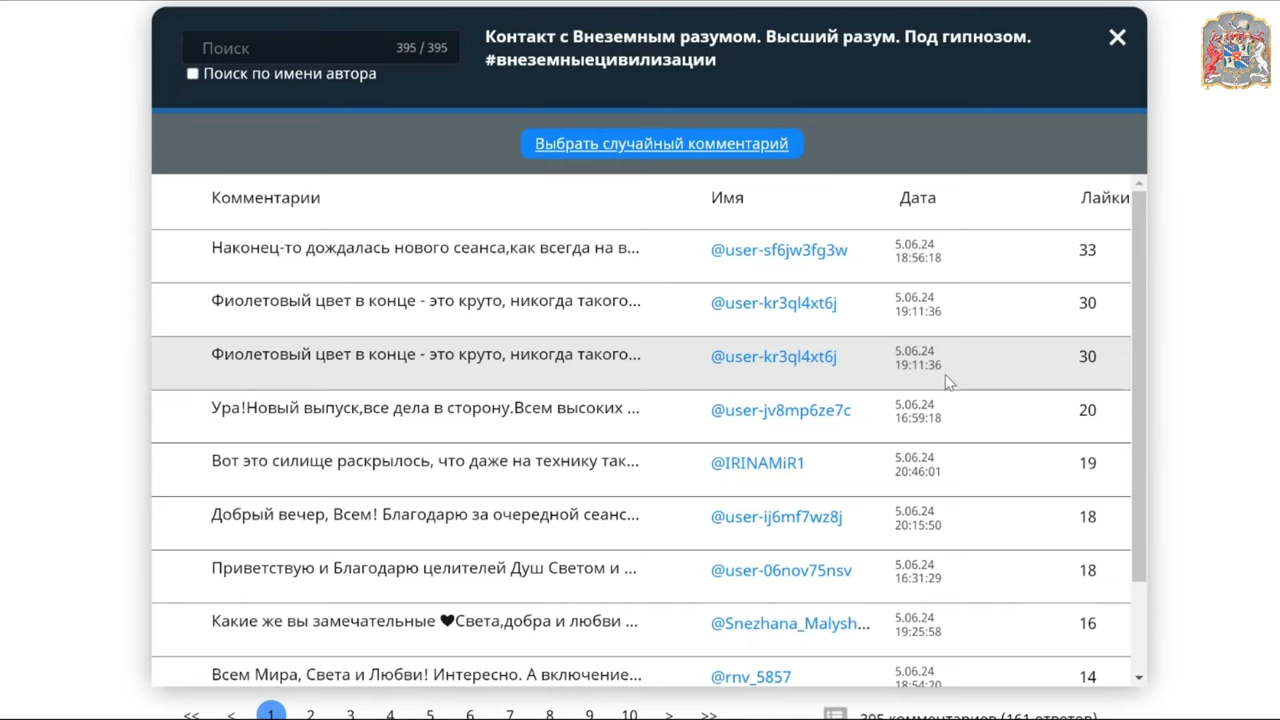 Поиск 395 / 395
Поиск по имени автора
Контакт с Внеземным разумом. Высший разум. Под гипнозом.
#внеземныецивилизации
Выбрать случайный комментарий
Комментарии Имя Дата Лайки
Наконец-то дождалась нового сеанса,как всегда на в... @user-sf6jw3fg3w 5.06.24 18:56:18 33
Фиолетовый цвет в конце - это круто, никогда такого... @user-kr3ql4xt6j 5.06.24 19:11:36 30
Фиолетовый цвет в конце - это круто, никогда такого... @user-kr3ql4xt6j 5.06.24 19:11:36 30
Ура!Новый выпуск,все дела в сторону.Всем высоких ... @user-jv8mp6ze7c 5.06.24 16:59:18 20
Вот это силище раскрылось, что даже на технику так... @IRINAMiR1 5.06.24 20:46:01 19
Добрый вечер, Всем! Благодарю за очередной сеанс... @user-ij6mf7wz8j 5.06.24 20:15:50 18
Приветствую и Благодарю целителей Душ Светом и ... @user-06nov75nsv 5.06.24 16:31:29 18
Какие же вы замечательные ♥Света,добра и любви ... @Snezhana_Malysh... 5.06.24 19:25:58 16
Всем Мира, Света и Любви! Интересно. А включение... @rnv_5857 5.06.24 18:54:20 14
<< < 1 2 3 4 5 6 7 8 9 10 > >> 395 комментариев (161 ответов)